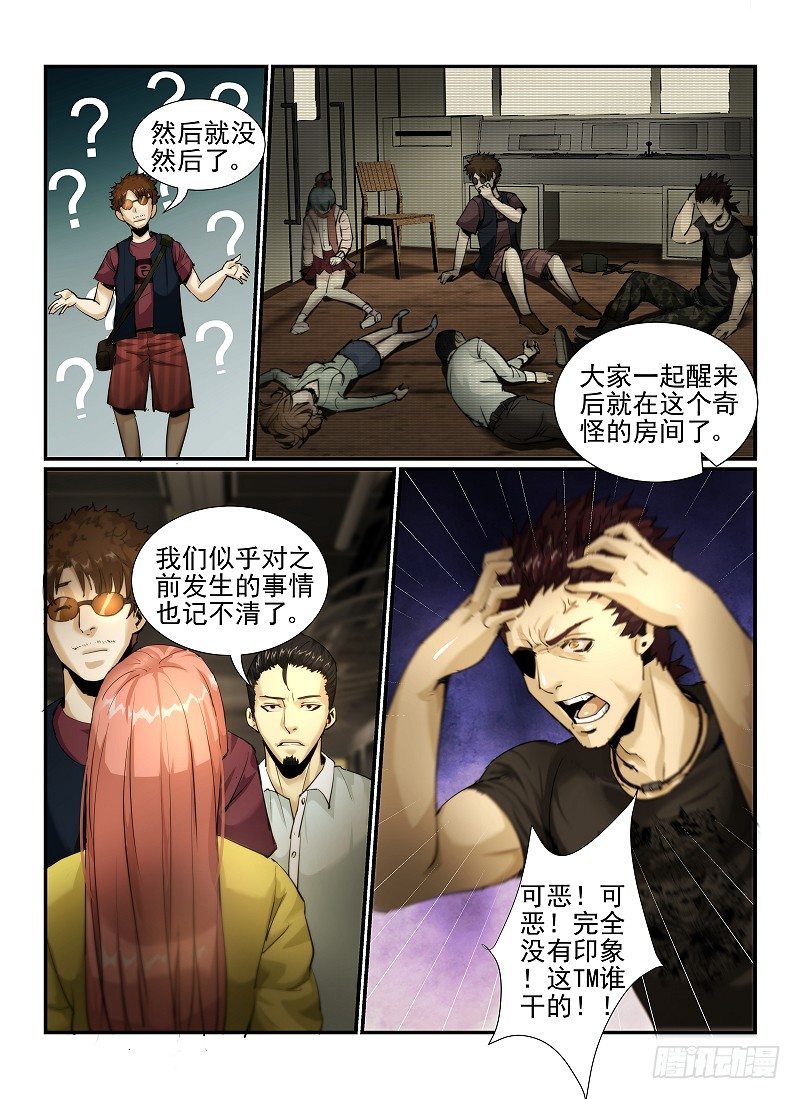 ?
?
?
?
?
?
?
然后就没
然后了。
大家一起醒来
后就在这个奇
怪的房间了。
我们似乎对之
前发生的事情
也记不清了。
可恶！可
恶！完全
没有印象
！这TM谁
干的！！
腾讯动漫